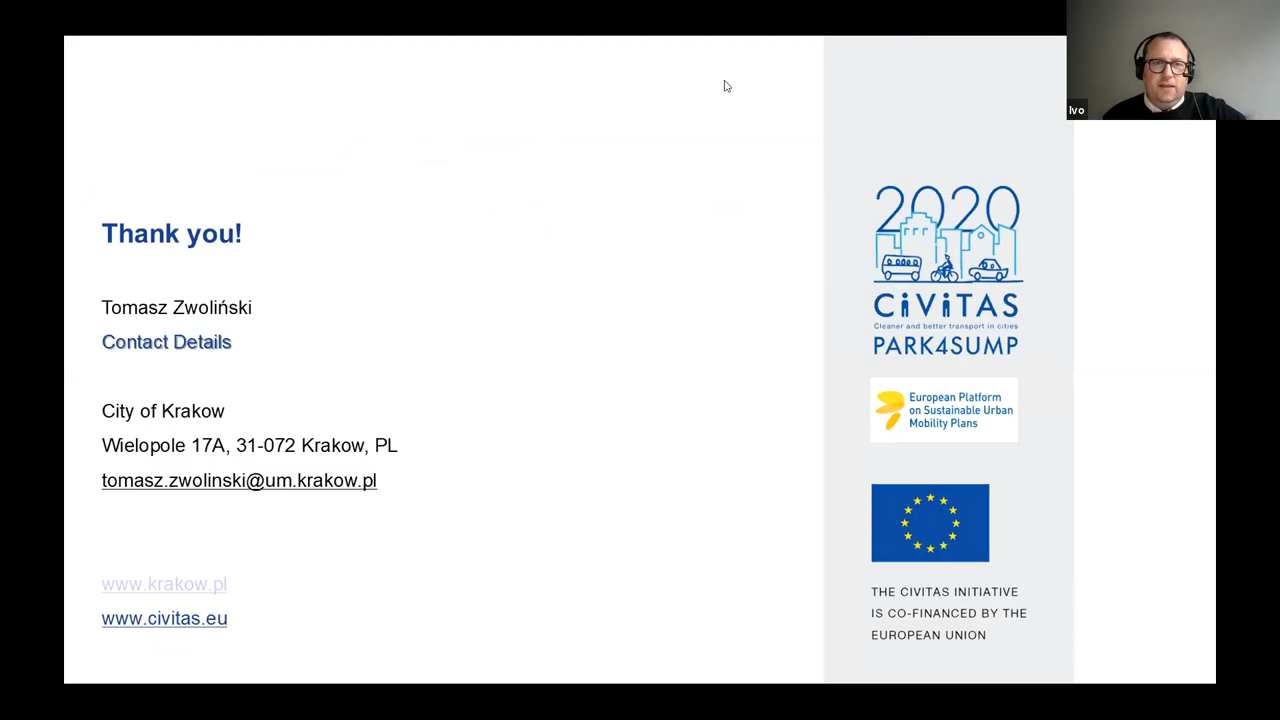 Ivo
Thank you!
Tomasz Zwoliński
Contact Details
City of Krakow
Wielopole 17A, 31-072 Krakow, PL
tomasz.zwolinski@um.krakow.pl
www.krakow.pl
www.civitas.eu
2020
CiViTAS
Cleaner and better transport in cities
PARK4SUMP
European Platform
on Sustainable Urban
Mobility Plans
THE CIVITAS INITIATIVE
IS CO-FINANCED BY THE
EUROPEAN UNION